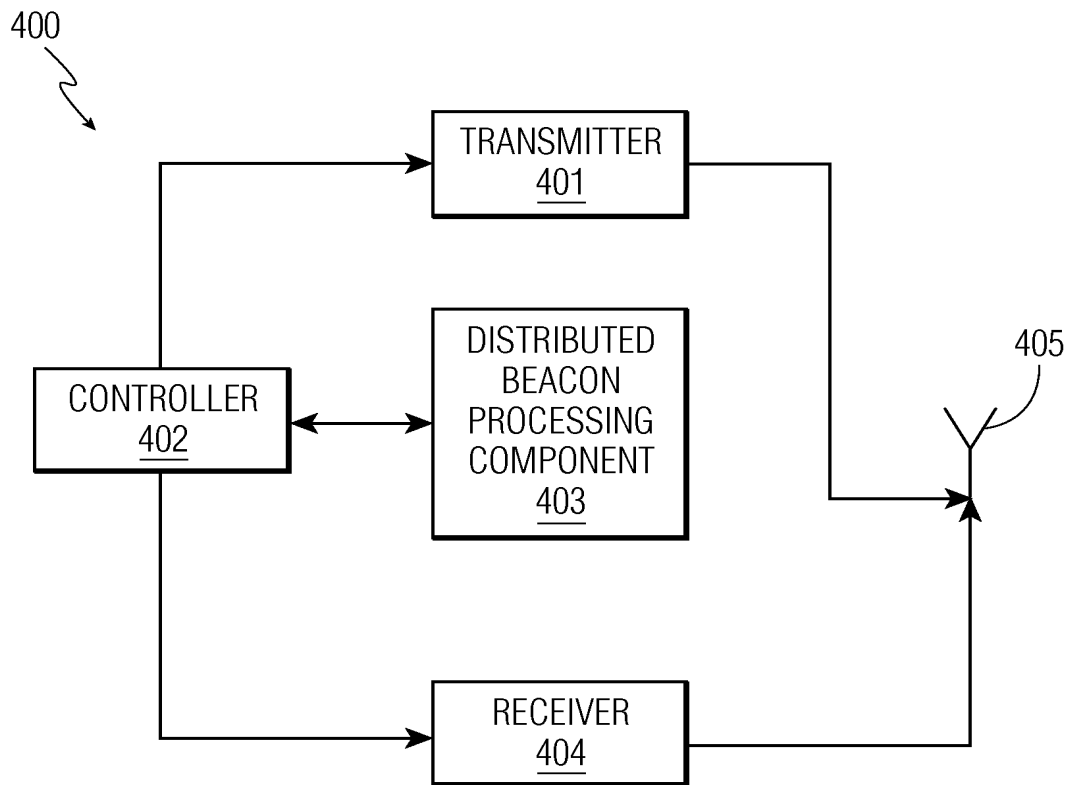 400
TRANSMITTER
401
DISTRIBUTED
BEACON
PROCESSING
COMPONENT
403
CONTROLLER
402
405
RECEIVER
404